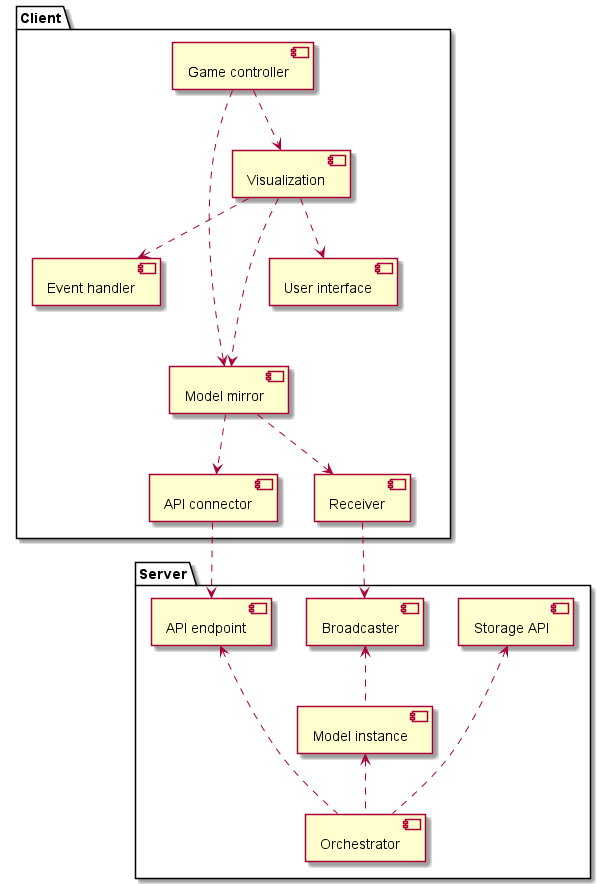 Client
Game controller
Visualization
Event handler
User interface
Model mirror
API connector
Receiver
Server
API endpoint
Broadcaster
Storage API
Model instance
Orchestrator